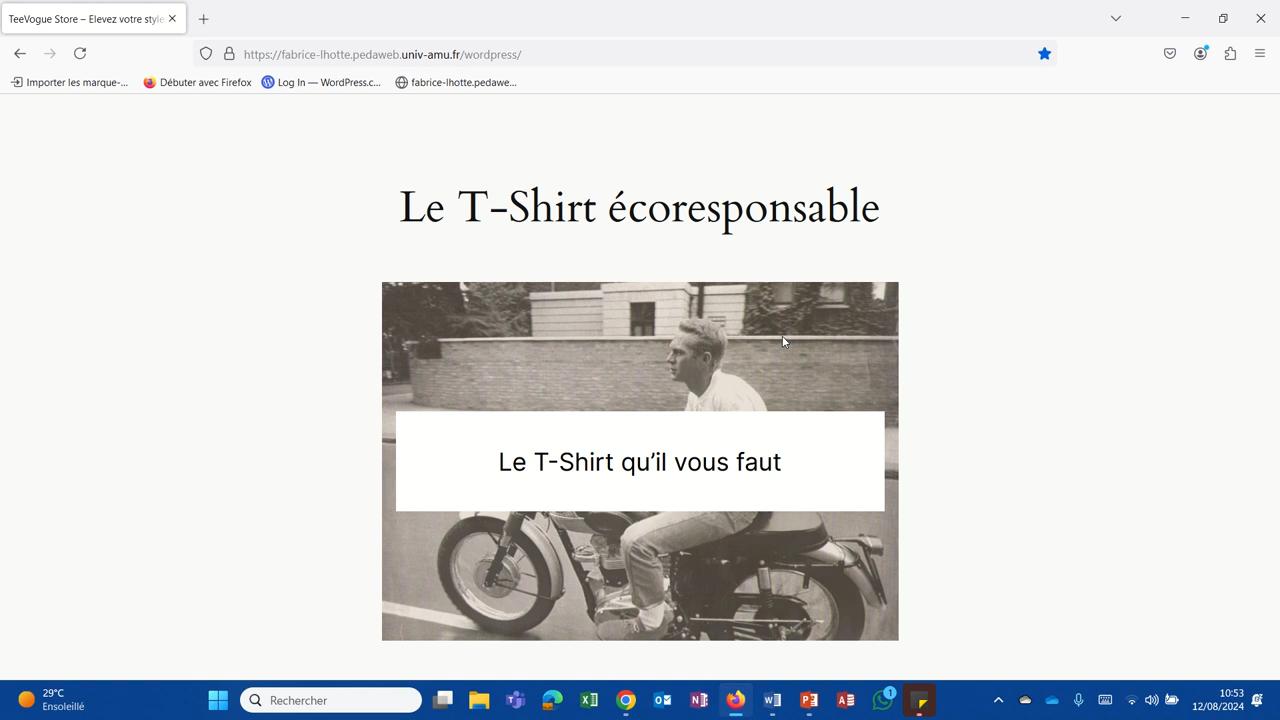 TeeVogue Store – Elevez votre style
https://fabrice-lhotte.pedaweb.univ-amu.fr/wordpress/
Importer les marque-... Débuter avec Firefox Log In — WordPress.c... fabrice-lhotte.pedawe...
Le T-Shirt écoresponsable
Le T-Shirt qu’il vous faut
29°C
Ensoleillé
Rechercher
1
10:53
12/08/2024